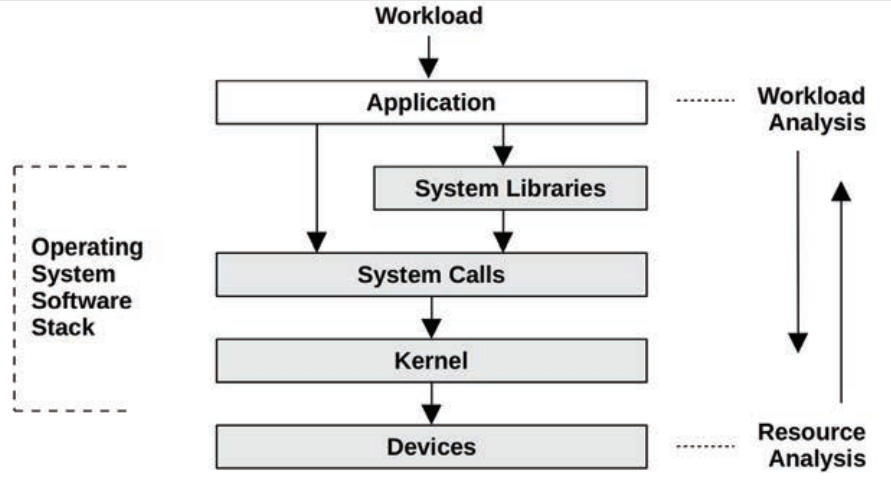 Workload
Application
Workload
Analysis
System Libraries
Operating
System
Software
Stack
System Calls
Kernel
Devices
Resource
Analysis